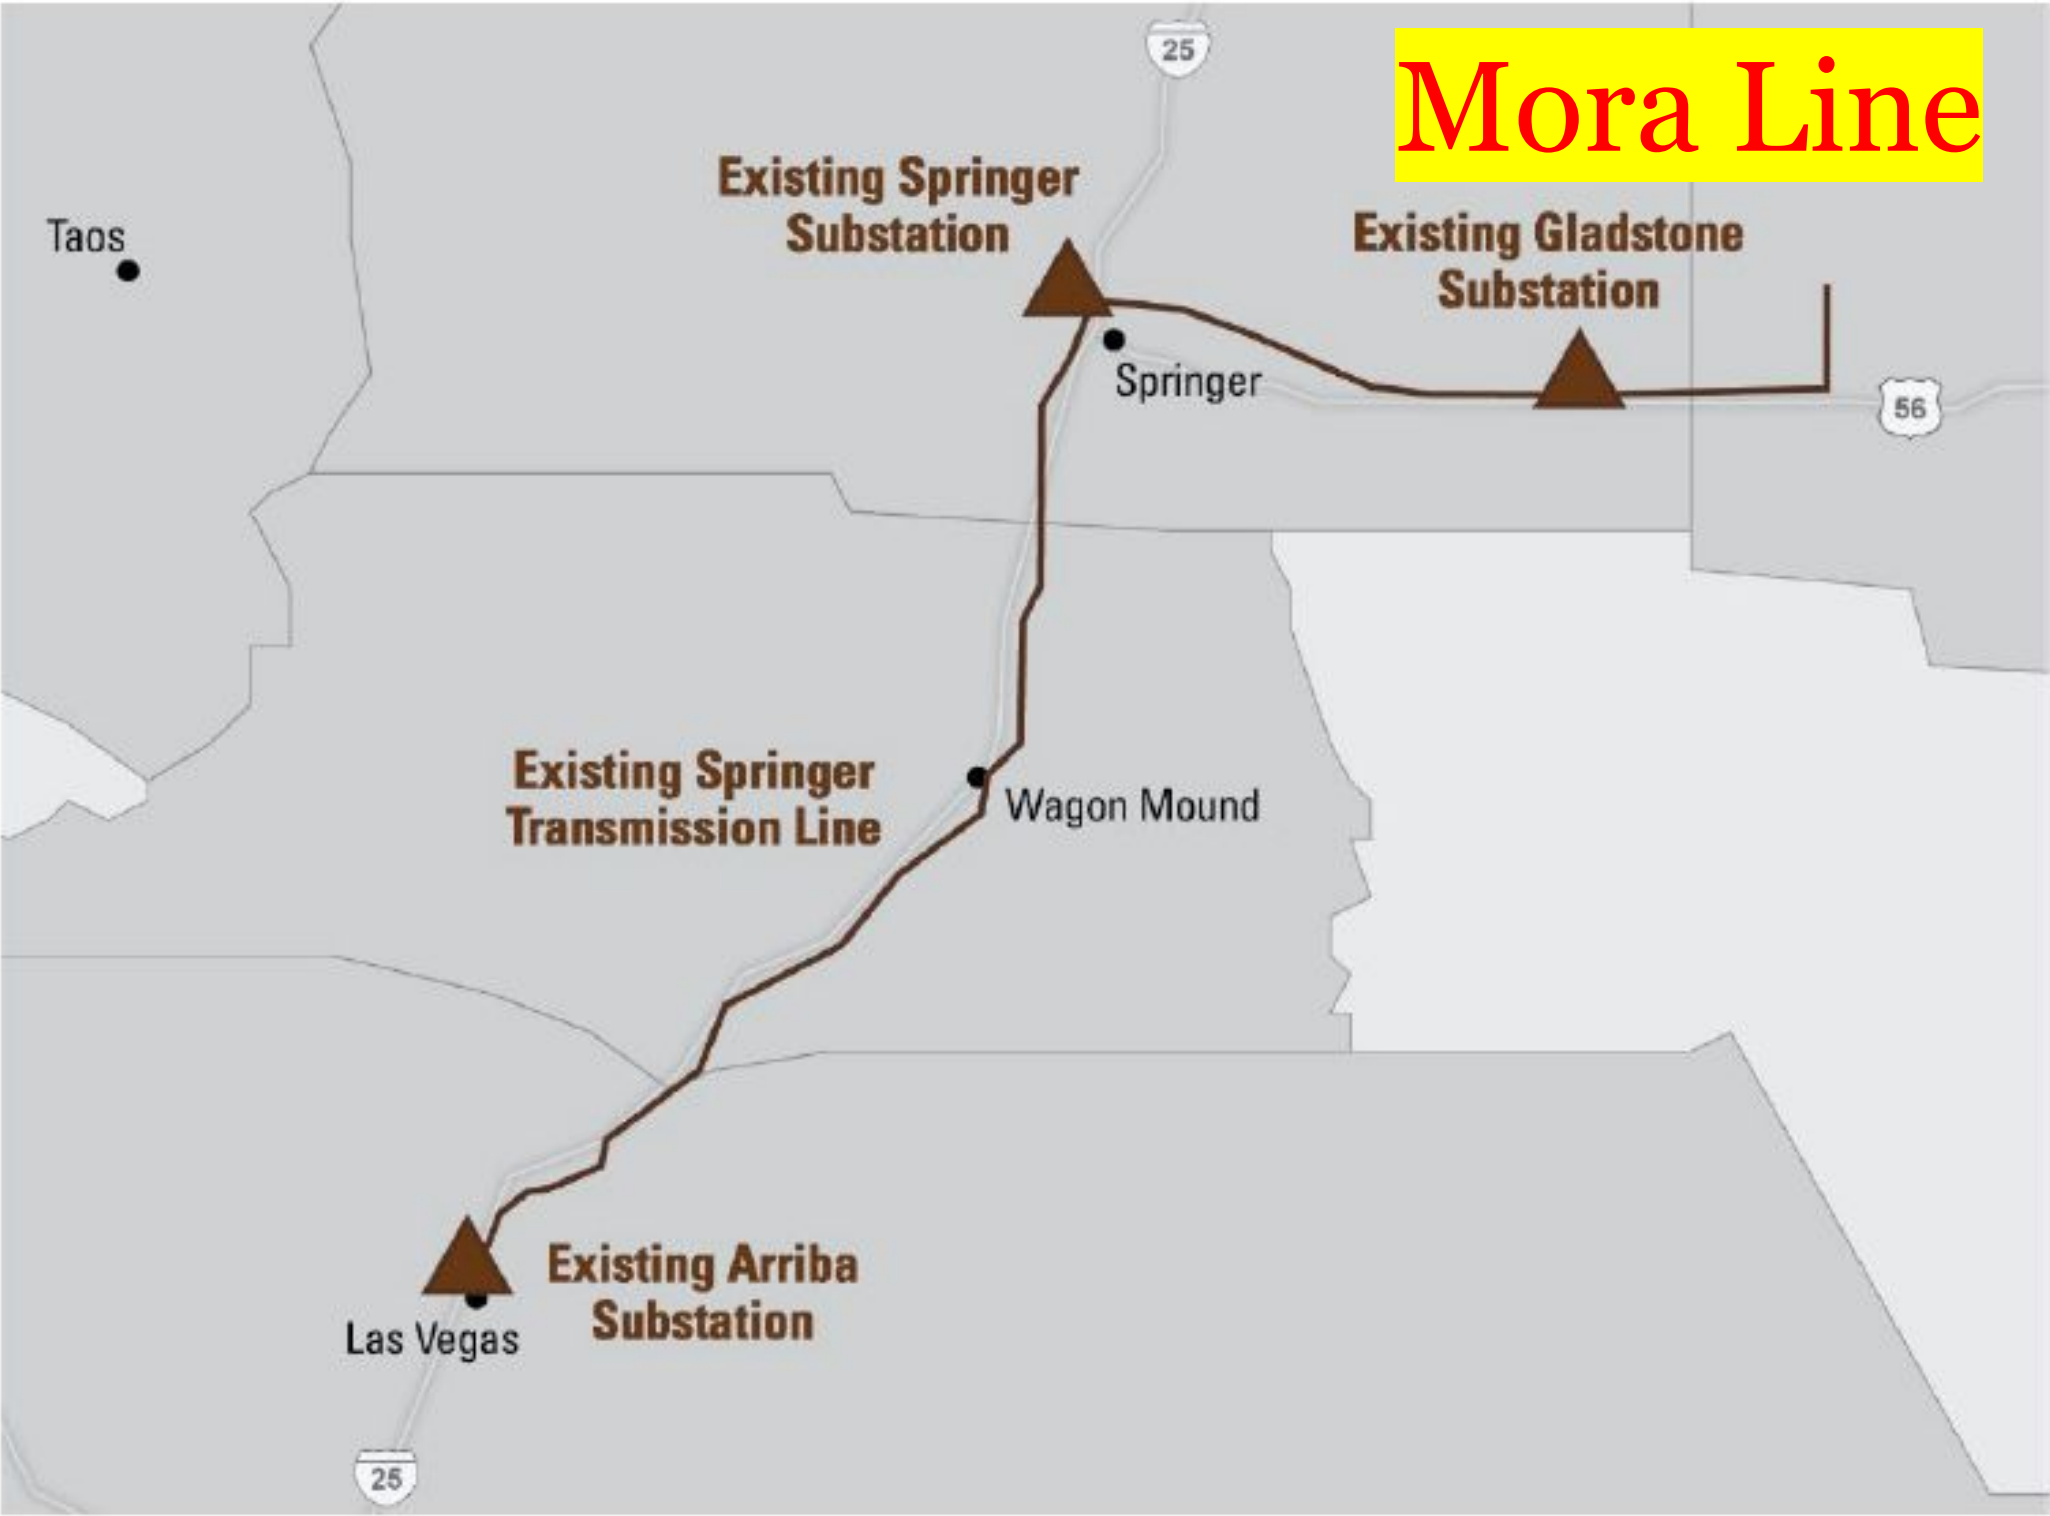 25
Mora Line
Existing Springer
Substation
Taos
Existing Gladstone
Substation
Springer
56
Existing Springer
Transmission Line
Wagon Mound
Existing Arriba
Substation
Las Vegas
25